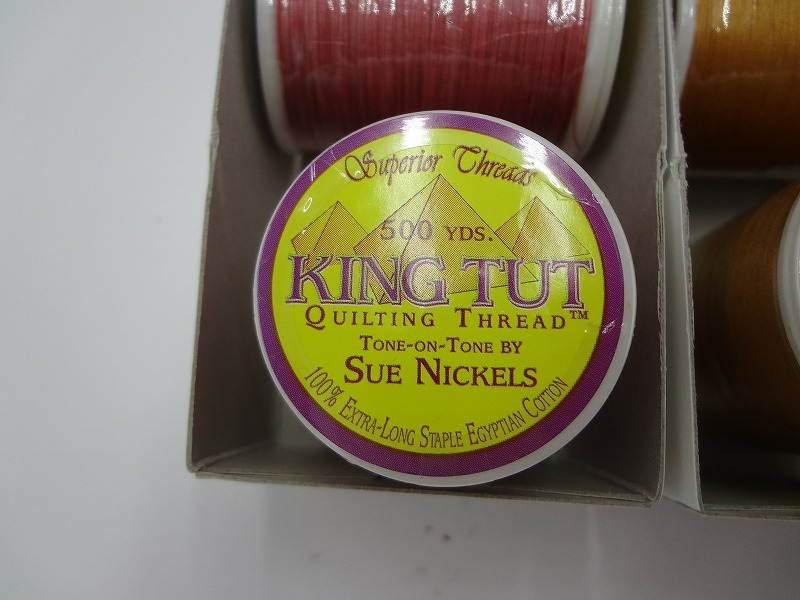 Superior Threads
500 YDS.
KING TUT
QUILTING THREAD™
TONE-ON-TONE BY
SUE NICKELS
100% EXTRA-LONG STAPLE EGYPTIAN COTTON